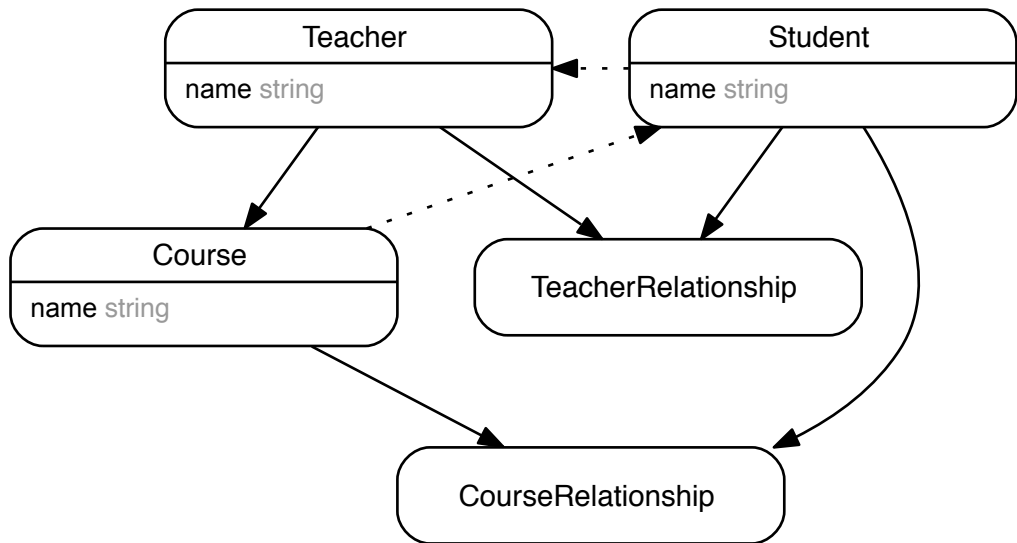 Teacher
name string
Student
name string
Course
name string
TeacherRelationship
CourseRelationship